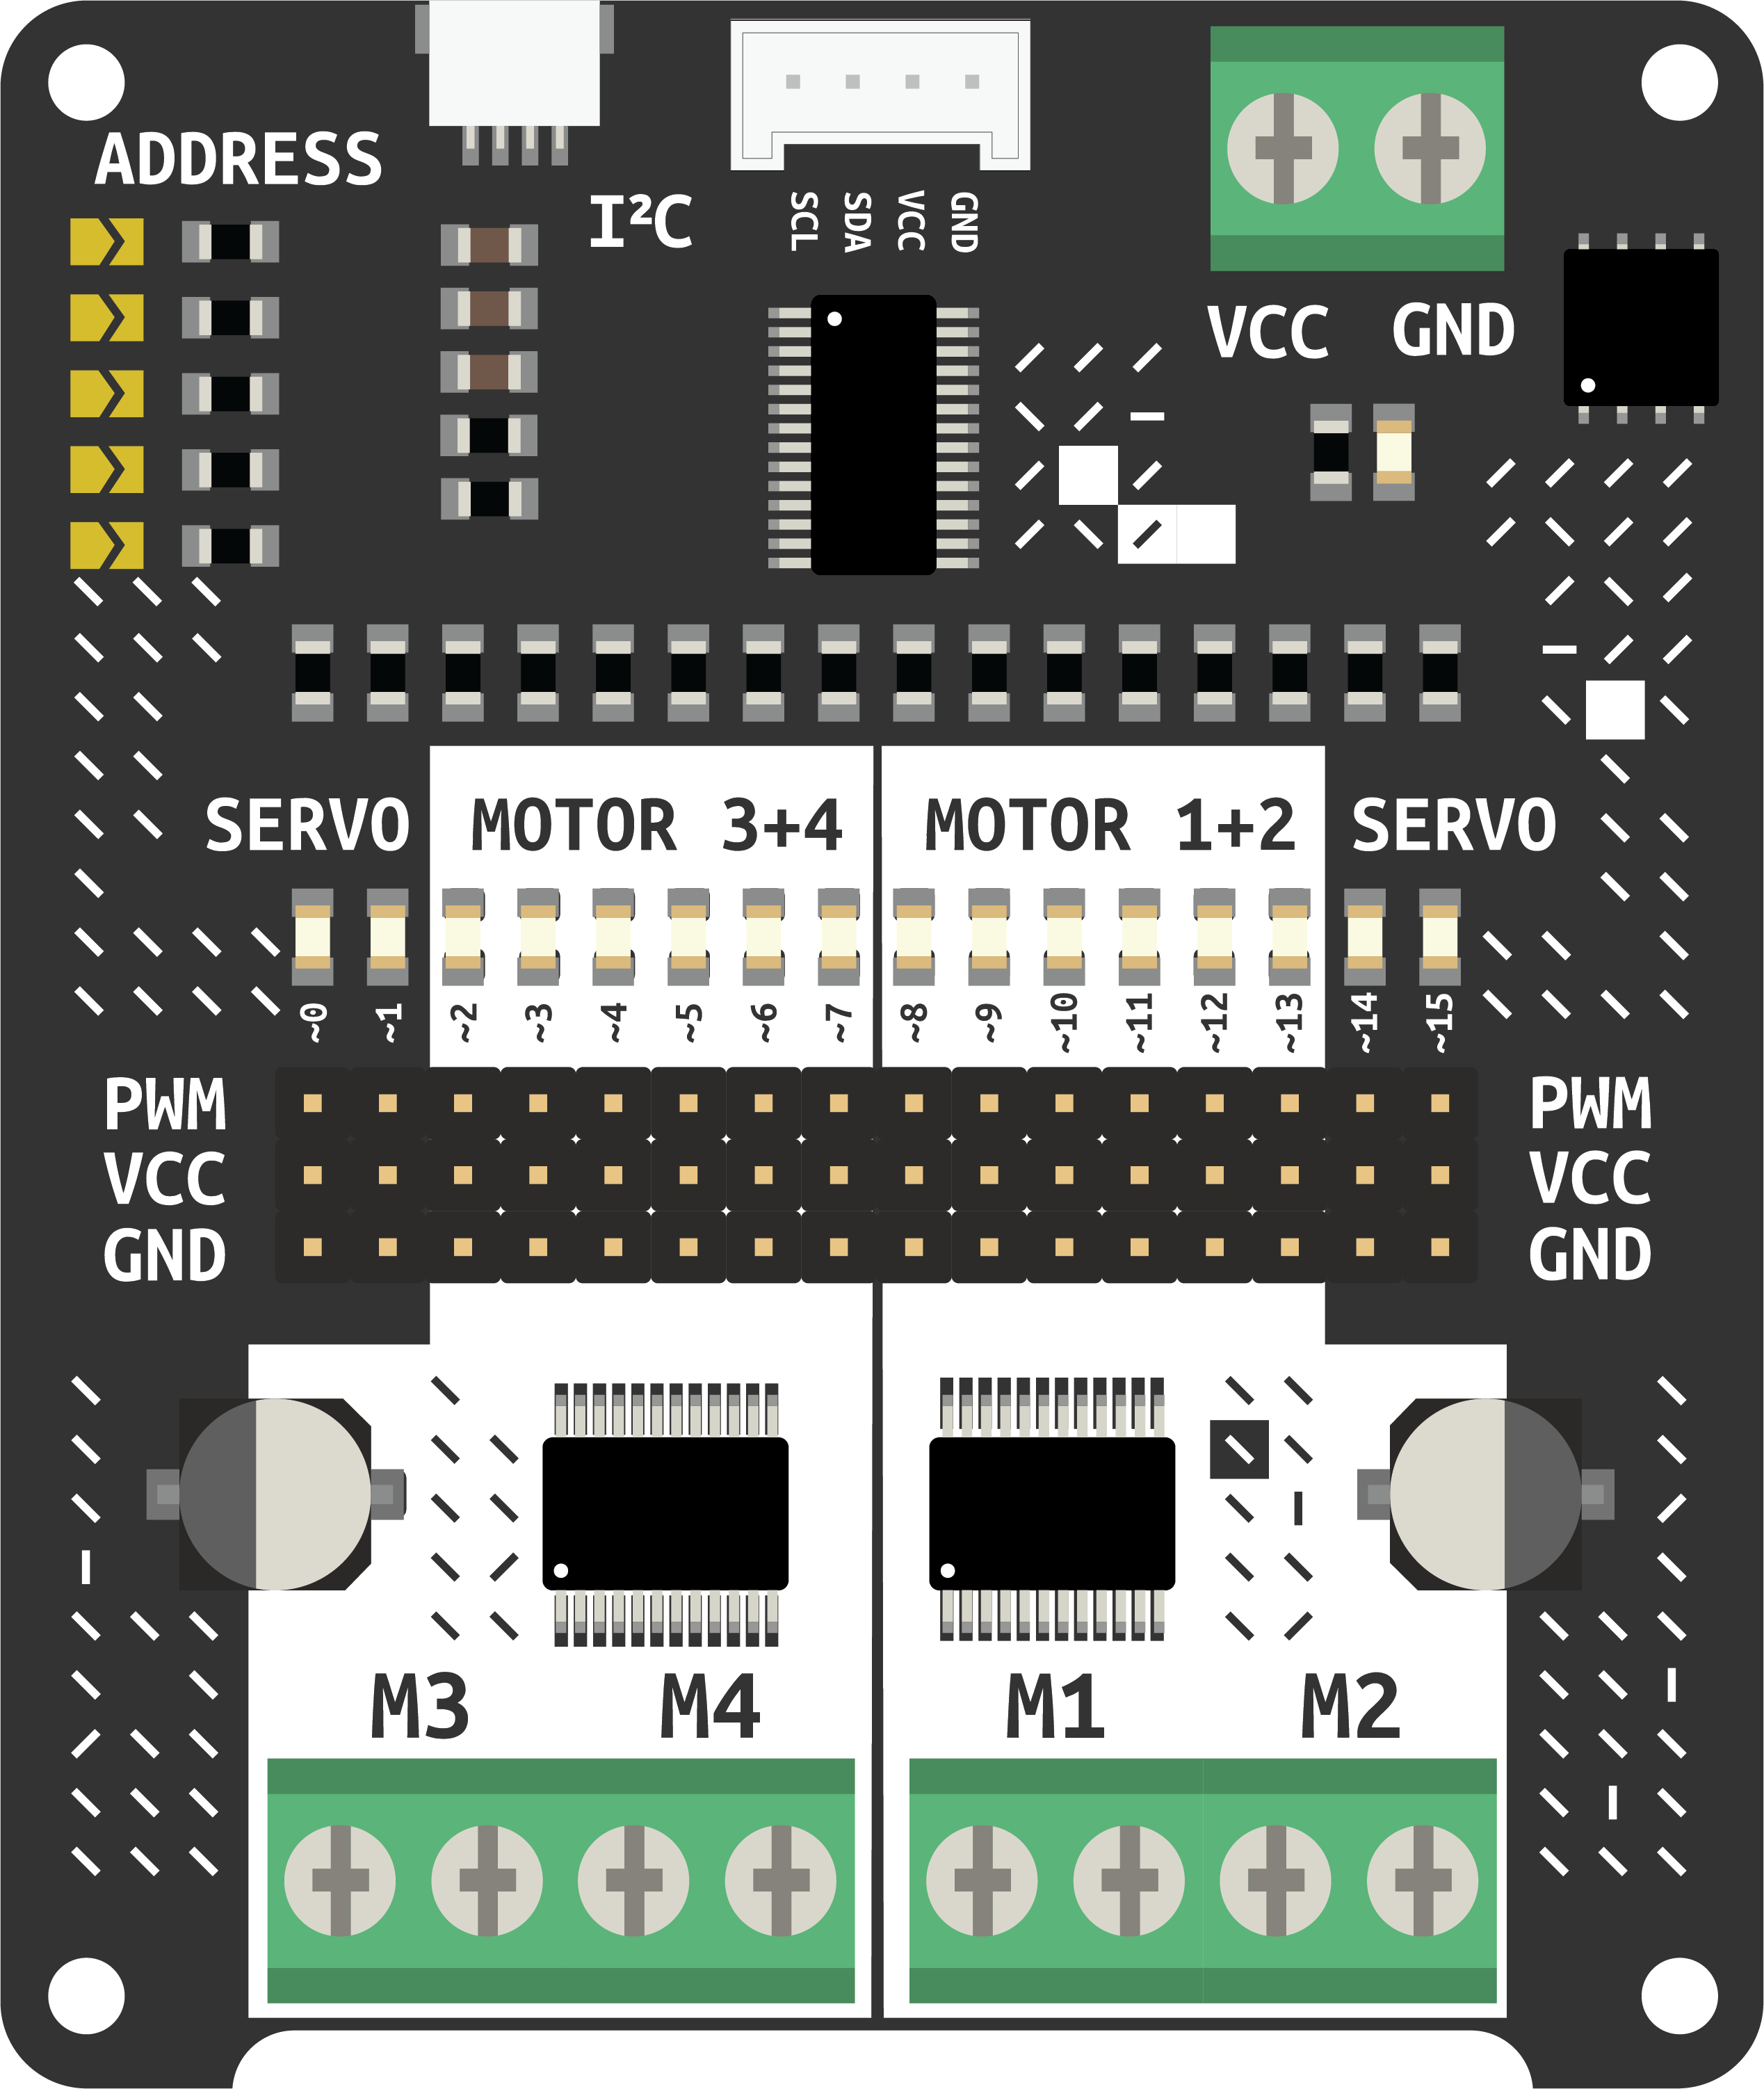 ADDRESS
I²C
SCL
SDA
VCC
GND
VCC GND
SERVO MOTOR 3+4 MOTOR 1+2 SERVO
~0 ~1 ~2 ~3 ~4 ~5 ~6 ~7 ~8 ~9 ~10 ~11 ~12 ~13 ~14 ~15
PWM PWM
VCC VCC
GND GND
M3 M4 M1 M2